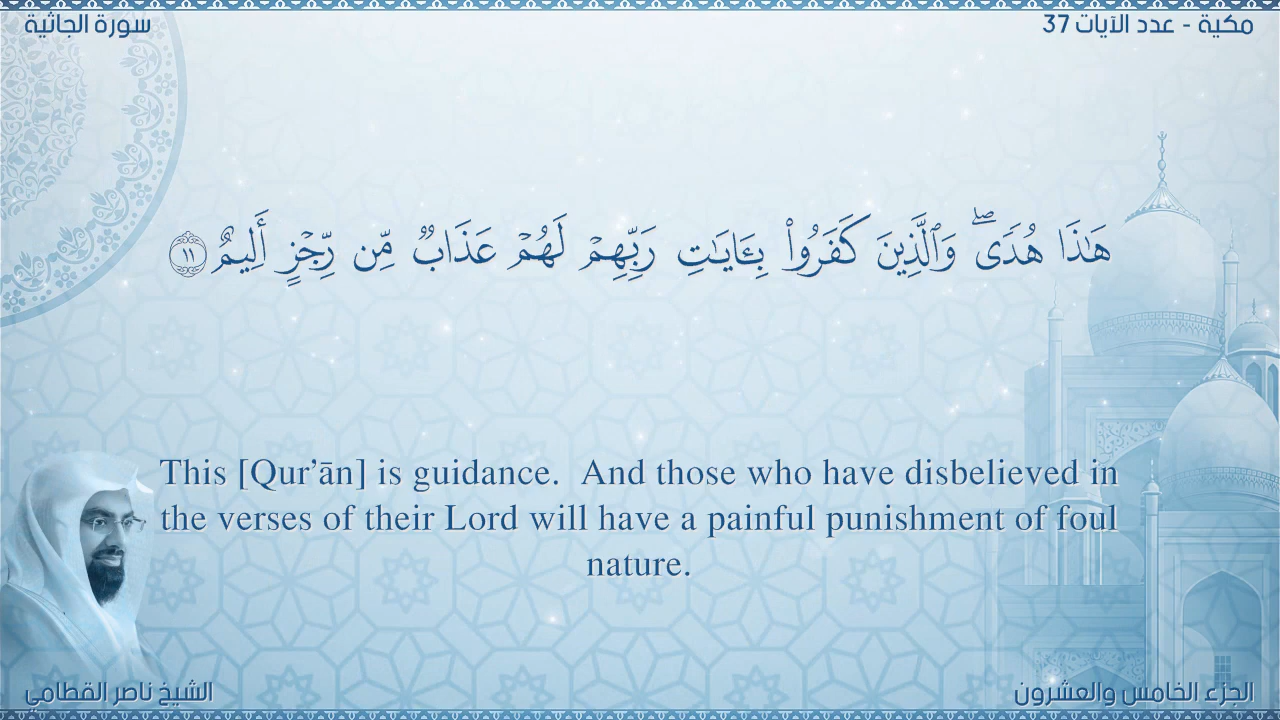 مكية - عدد الآيات 37
سورة الجاثية
هَٰذَا هُدًىۖ وَٱلَّذِينَ كَفَرُوا۟ بِـَٔايَٰتِ رَبِّهِمْ لَهُمْ عَذَابٌ مِّن رِّجْزٍ أَلِيمٌ ١١
This [Qur’ān] is guidance. And those who have disbelieved in
the verses of their Lord will have a painful punishment of foul
nature.
الجزء الخامس والعشرون
الشيخ ناصر القطامي